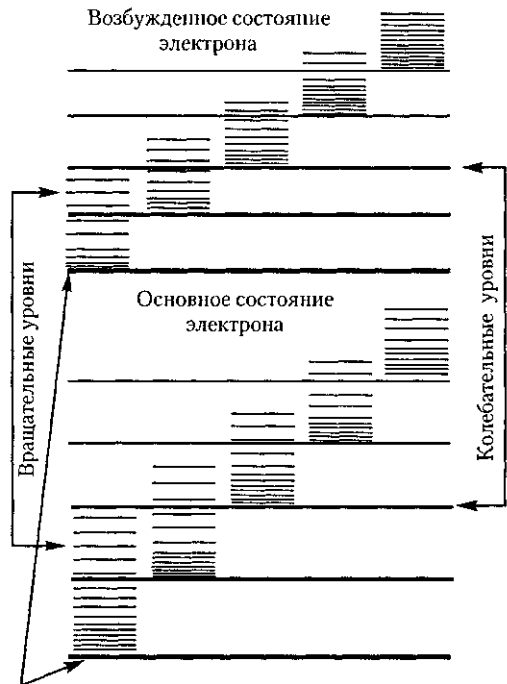 Возбужденное состояние
электрона
Основное состояние
электрона
Вращательные уровни
Колебательные уровни